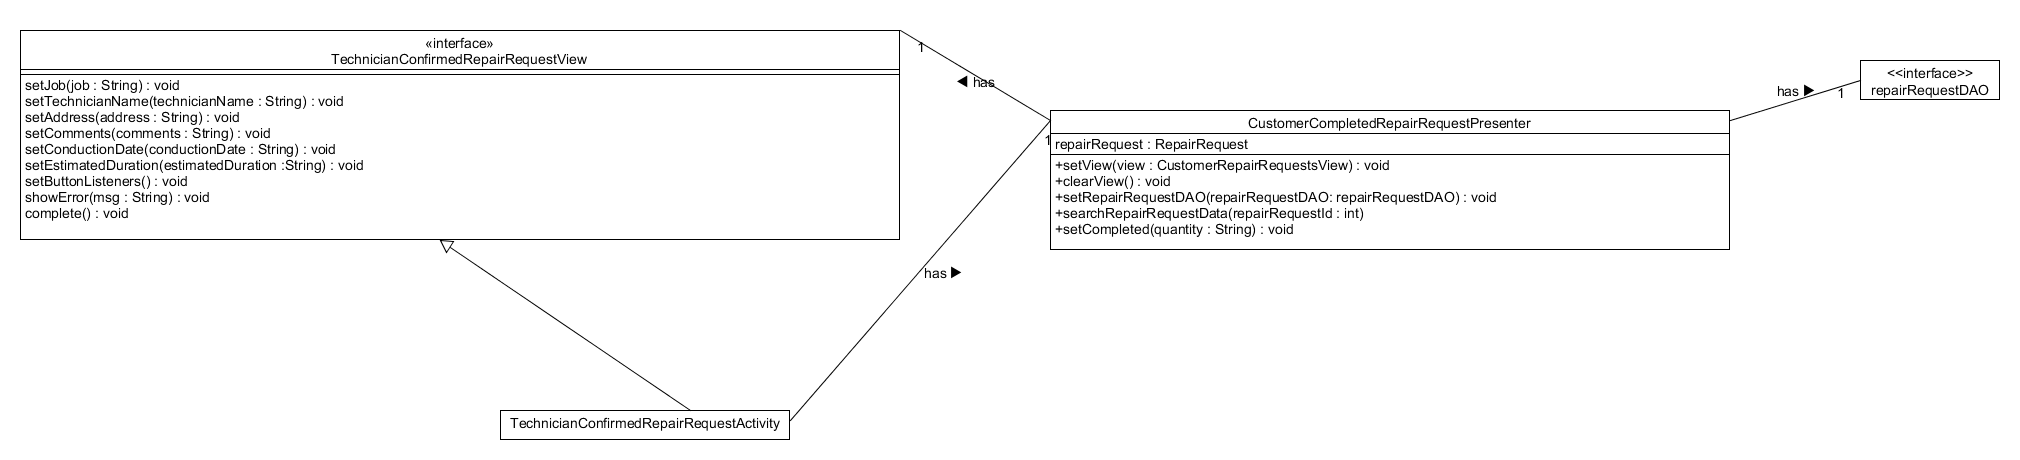 «interface»
TechnicianConfirmedRepairRequestView
setJob(job : String) : void
setTechnicianName(technicianName : String) : void
setAddress(address : String) : void
setComments(comments : String) : void
setConductionDate(conductionDate : String) : void
setEstimatedDuration(estimatedDuration :String) : void
setButtonListeners() : void
showError(msg : String) : void
complete() : void
1
◀ has
1
has ▶
CustomerCompletedRepairRequestPresenter
repairRequest : RepairRequest
+setView(view : CustomerRepairRequestsView) : void
+clearView() : void
+setRepairRequestDAO(repairRequestDAO: repairRequestDAO) : void
+searchRepairRequestData(repairRequestId : int)
+setCompleted(quantity : String) : void
has ▶
1
<<interface>>
repairRequestDAO
TechnicianConfirmedRepairRequestActivity